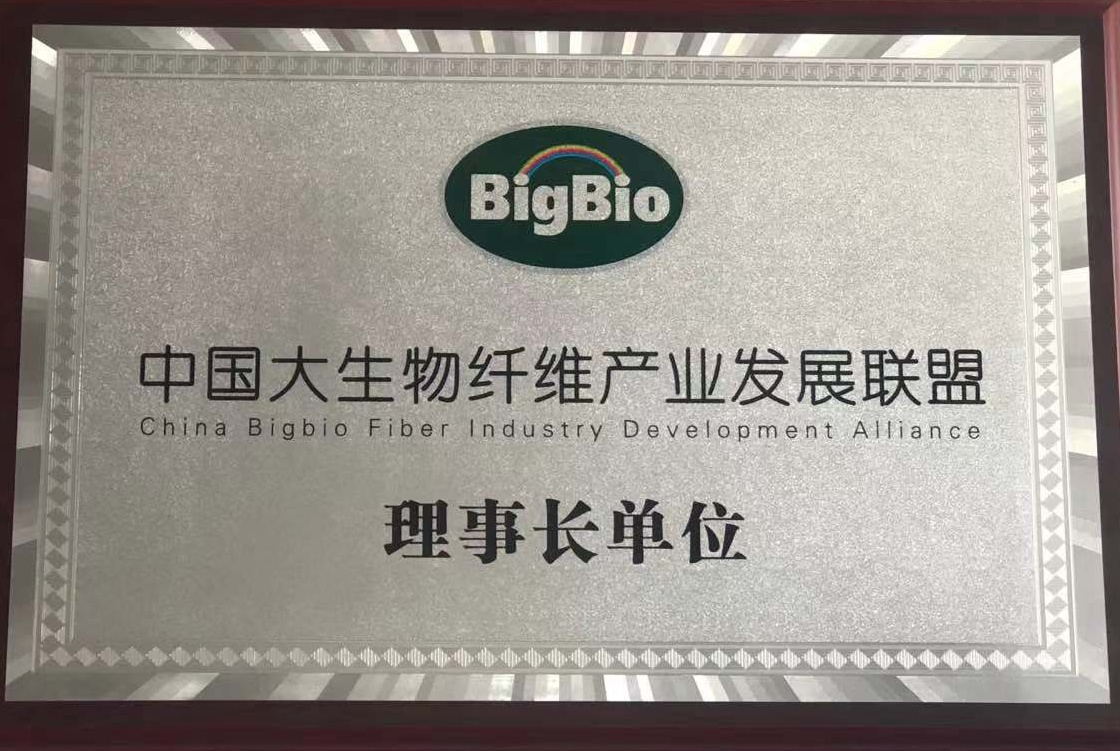 BigBio
中国大生物纤维产业发展联盟
China Bigbio Fiber Industry Development Alliance
理事长单位